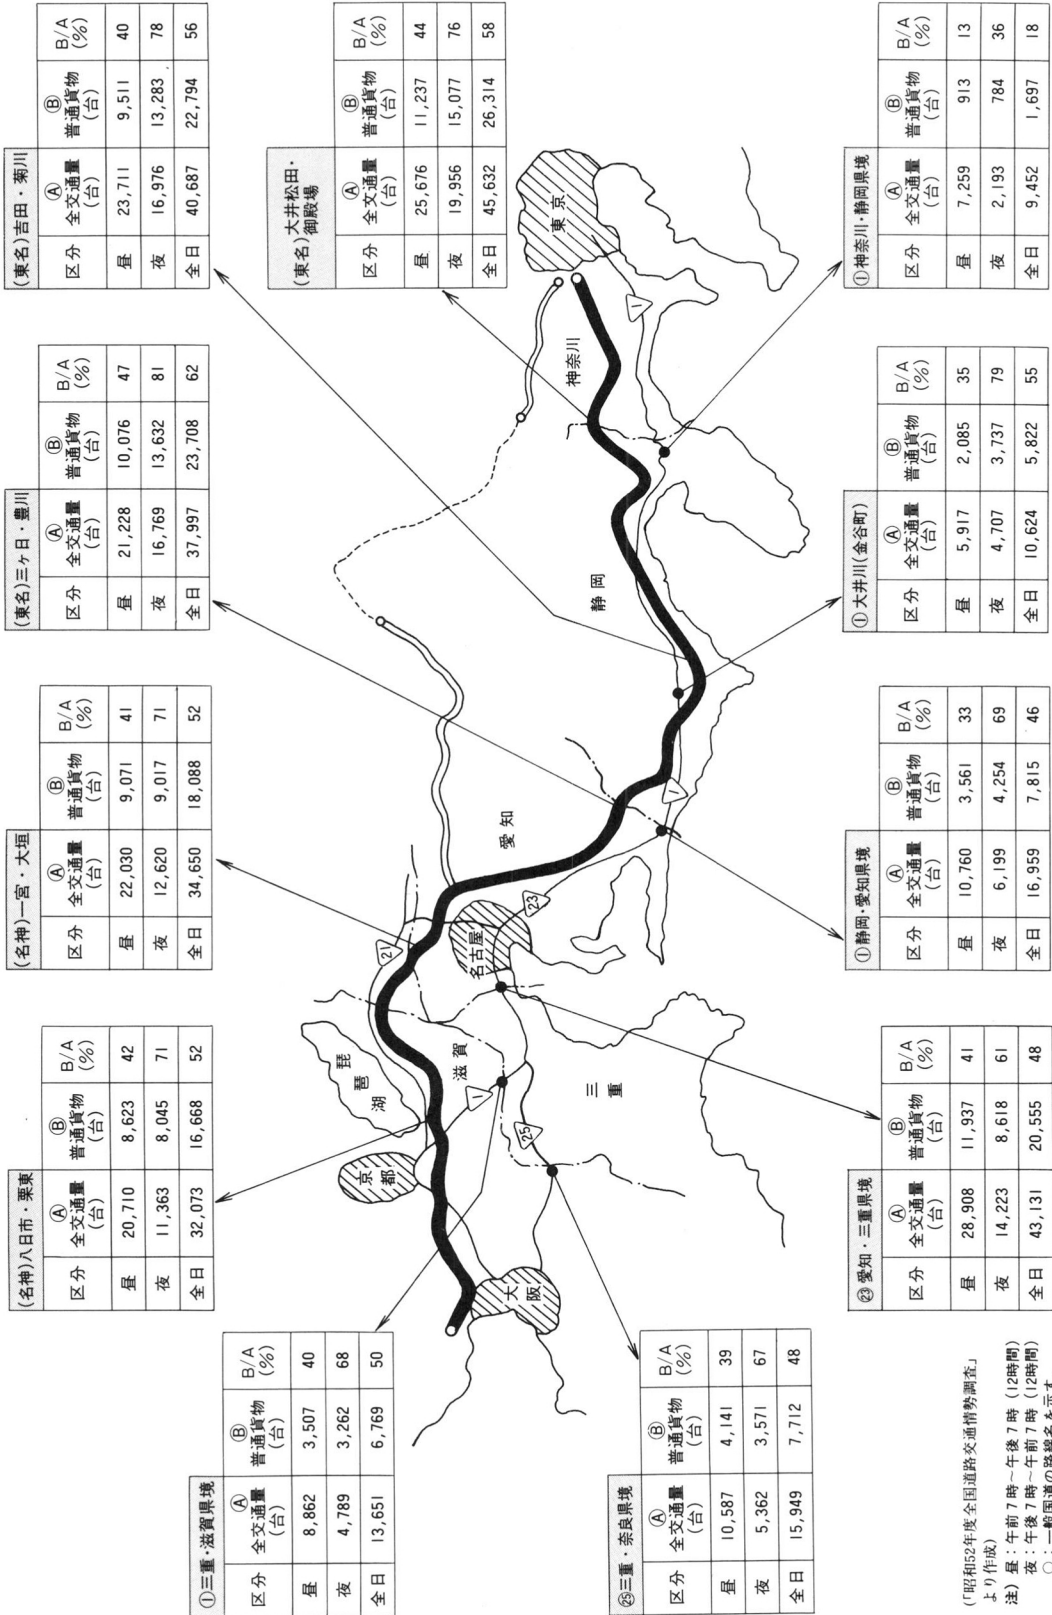 (名神)八日市・栗東
区分 Ⓐ全交通量(台) Ⓑ普通貨物(台) B/A(%)
昼 20,710 8,623 42
夜 11,363 8,045 71
全日 32,073 16,668 52
(名神)一宮・大垣
区分 Ⓐ全交通量(台) Ⓑ普通貨物(台) B/A(%)
昼 22,030 9,071 41
夜 12,620 9,017 71
全日 34,650 18,088 52
(東名)三ヶ日・豊川
区分 Ⓐ全交通量(台) Ⓑ普通貨物(台) B/A(%)
昼 21,228 10,076 47
夜 16,769 13,632 81
全日 37,997 23,708 62
(東名)吉田・菊川
区分 Ⓐ全交通量(台) Ⓑ普通貨物(台) B/A(%)
昼 23,711 9,511 40
夜 16,976 13,283 78
全日 40,687 22,794 56
(東名)大井松田・御殿場
区分 Ⓐ全交通量(台) Ⓑ普通貨物(台) B/A(%)
昼 25,676 11,237 44
夜 19,956 15,077 76
全日 45,632 26,314 58
①三重・滋賀県境
区分 Ⓐ全交通量(台) Ⓑ普通貨物(台) B/A(%)
昼 8,862 3,507 40
夜 4,789 3,262 68
全日 13,651 6,769 50
大阪
京都
琵琶湖
滋賀
三重
名古屋
愛知
静岡
神奈川
東京
1
25
21
23
1
1
㉕三重・奈良県境
区分 Ⓐ全交通量(台) Ⓑ普通貨物(台) B/A(%)
昼 10,587 4,141 39
夜 5,362 3,571 67
全日 15,949 7,712 48
㉓愛知・三重県境
区分 Ⓐ全交通量(台) Ⓑ普通貨物(台) B/A(%)
昼 28,908 11,937 41
夜 14,223 8,618 61
全日 43,131 20,555 48
①静岡・愛知県境
区分 Ⓐ全交通量(台) Ⓑ普通貨物(台) B/A(%)
昼 10,760 3,561 33
夜 6,199 4,254 69
全日 16,959 7,815 46
①大井川(金谷町)
区分 Ⓐ全交通量(台) Ⓑ普通貨物(台) B/A(%)
昼 5,917 2,085 35
夜 4,707 3,737 79
全日 10,624 5,822 55
①神奈川・静岡県境
区分 Ⓐ全交通量(台) Ⓑ普通貨物(台) B/A(%)
昼 7,259 913 13
夜 2,193 784 36
全日 9,452 1,697 18
(「昭和52年度全国道路交通情勢調査」
より作成)
注) 昼：午前7時〜午後7時(12時間)
夜：午後7時〜午前7時(12時間)
○：一般国道の路線名を示す